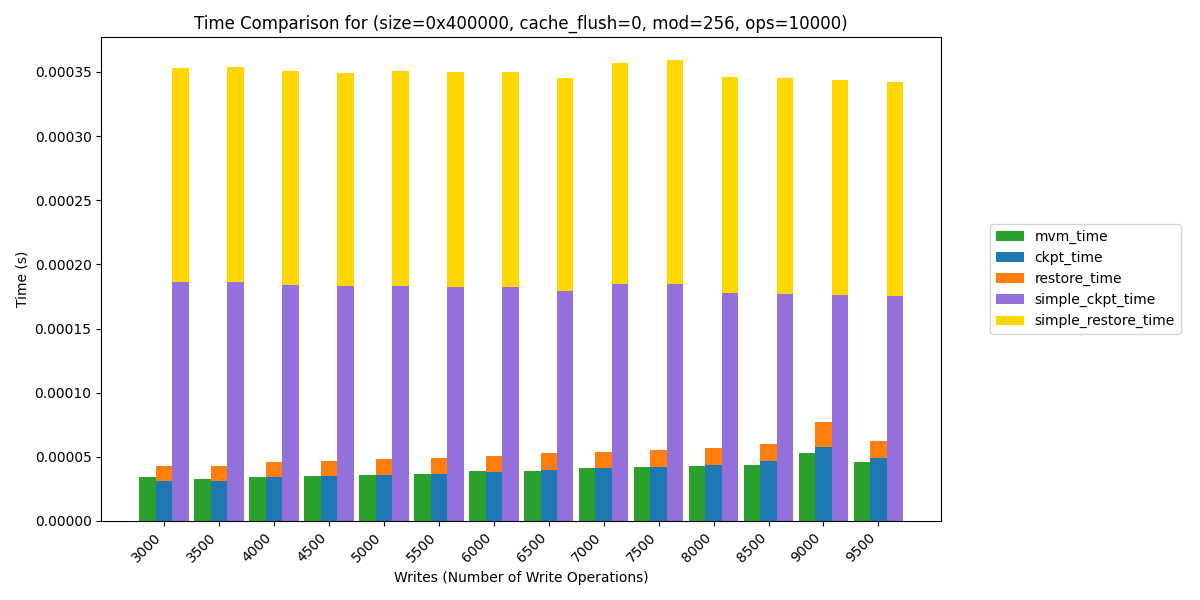 Time Comparison for (size=0x400000, cache_flush=0, mod=256, ops=10000)
Time (s)
0.00035
0.00030
0.00025
0.00020
0.00015
0.00010
0.00005
0.00000
3000
3500
4000
4500
5000
5500
6000
6500
7000
7500
8000
8500
9000
9500
Writes (Number of Write Operations)
mvm_time
ckpt_time
restore_time
simple_ckpt_time
simple_restore_time